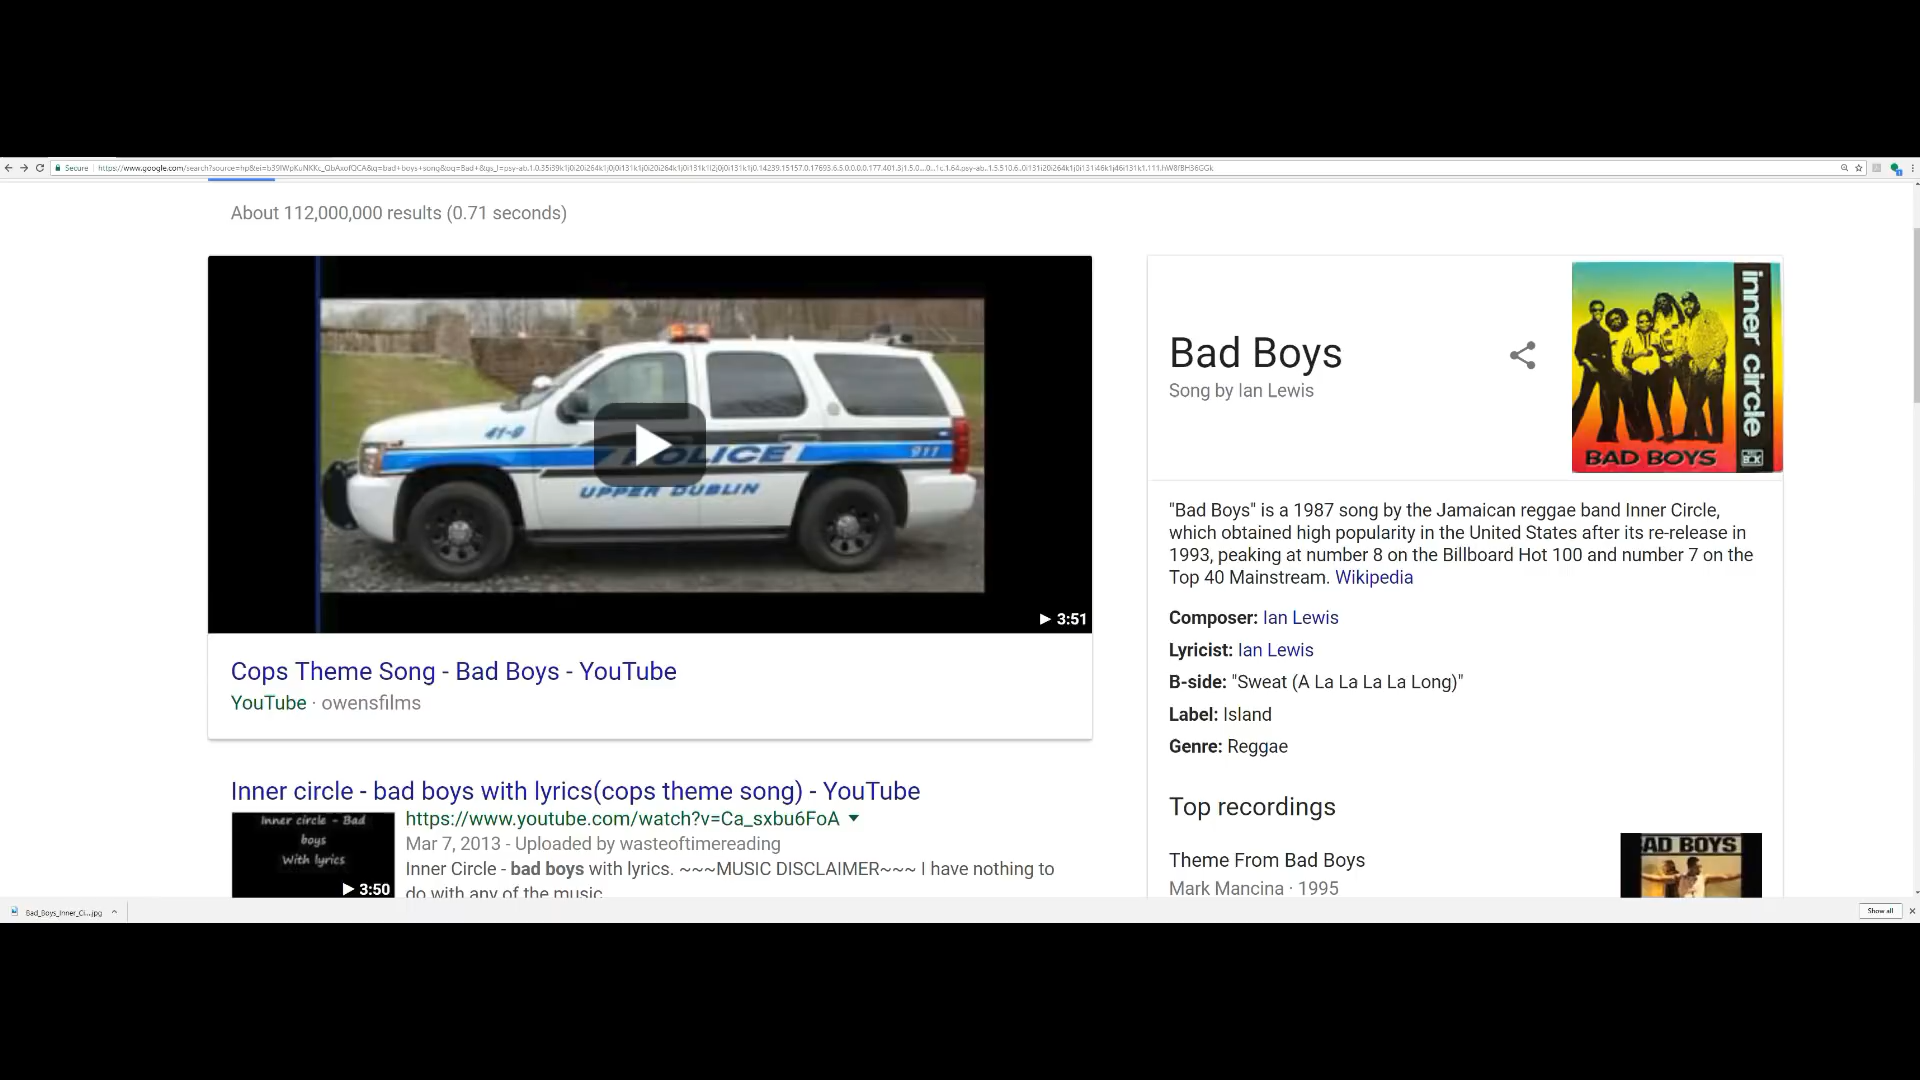 Secure
About 112,000,000 results (0.71 seconds)
41-9
POLICE
911
UPPER DUBLIN
3:51
Cops Theme Song - Bad Boys - YouTube
YouTube · owensfilms
Inner circle - bad boys with lyrics(cops theme song) - YouTube
Inner circle - Bad
boys
With lyrics
3:50
https://www.youtube.com/watch?v=Ca_sxbu6FoA
Mar 7, 2013 - Uploaded by wasteoftimereading
Inner Circle - bad boys with lyrics. ~~~MUSIC DISCLAIMER~~~ I have nothing to
do with any of the music
Bad Boys
Song by Ian Lewis
inner circle
BAD BOYS
"Bad Boys" is a 1987 song by the Jamaican reggae band Inner Circle,
which obtained high popularity in the United States after its re-release in
1993, peaking at number 8 on the Billboard Hot 100 and number 7 on the
Top 40 Mainstream. Wikipedia
Composer: Ian Lewis
Lyricist: Ian Lewis
B-side: "Sweat (A La La La La Long)"
Label: Island
Genre: Reggae
Top recordings
Theme From Bad Boys
Mark Mancina · 1995
AD BOYS
Bad_Boys_Inner_Ci....jpg
Show all